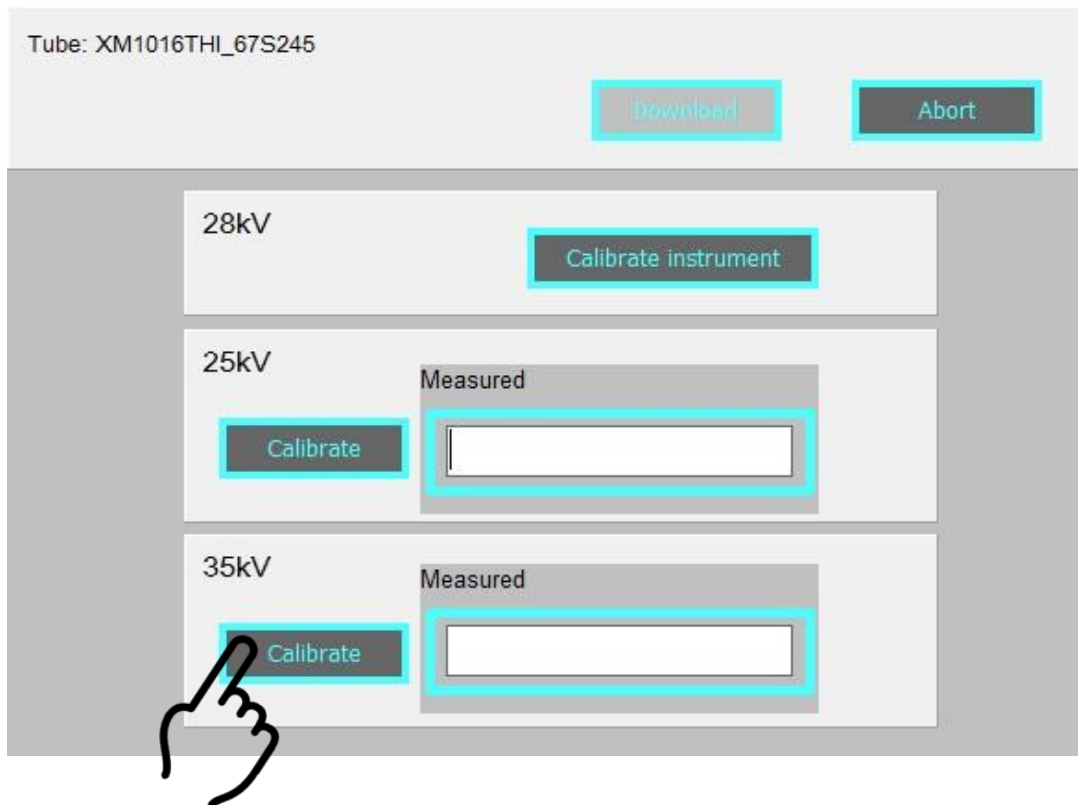 Tube: XM1016THI_67S245
Download
Abort
28kV
Calibrate instrument
25kV
Measured
Calibrate
35kV
Measured
Calibrate